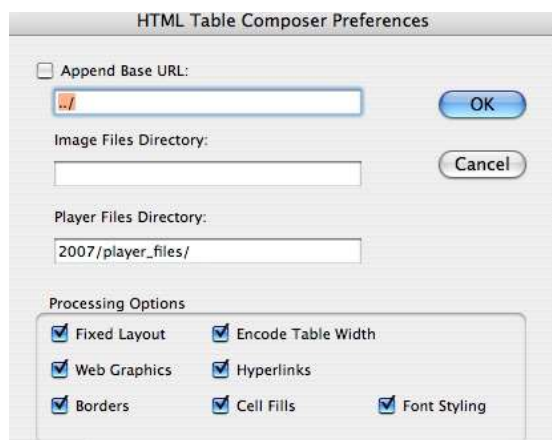 HTML Table Composer Preferences
Append Base URL:
../
OK
Image Files Directory:
Cancel
Player Files Directory:
2007/player_files/
Processing Options
Fixed Layout Encode Table Width
Web Graphics Hyperlinks
Borders Cell Fills Font Styling